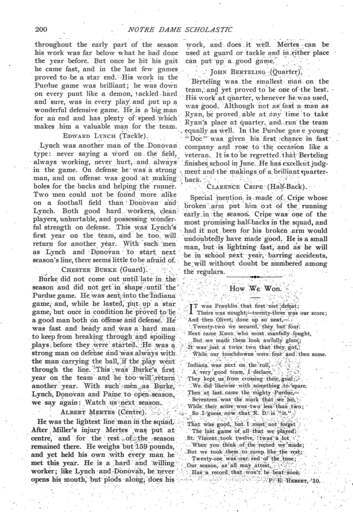 200 NOTRE DAME SCHOLASTIC
throughout the early part of the season
his work was far below what he had done
the year before. But once he hit his gait
he came fast, and in the last few games
proved to be a star end. His work in the
Purdue game was brilliant; he was down
on every punt like a demon, tackled hard
and sure, was in every play and put up a
wonderful defensive game. He is a big man
for an end and has plenty of speed which
makes him a valuable man for the team.
EDWARD LYNCH (Tackle).
Lynch was another man of the Donovan
type: never saying a word on the field,
always working, never hurt, and always
in the game. On defense he was a strong
man, and on offense was good at making
holes for the backs and helping the runner.
Two men could not be found more alike
on a football field than Donovan and
Lynch. Both good hard workers, clean
players, unhurtable, and possessing wonderful
strength on defense. This was Lynch's
first year on the team, and he too will
return for another year. With such men
as Lynch and Donovan to start next
season's line, there seems little to be afraid of.
CHESTER BURKE (Guard).
Burke did not come out until late in the
season and did not get in shape until the
Purdue game. He was sent into the Indiana
game, and, while he lasted, put up a star
game; but once in condition he proved to be
a good man both on offense and defense. He
was fast and heady and was a hard man
to keep from breaking through and spoiling
plays before they were started. He was a
strong man on defense and was always with
the man carrying the ball, if the play went
through the line. This was Burke's first
year on the team and he too will return
another year. With such men as Burke,
Lynch, Donovan and Paine to open season,
we say again: Watch us next season.
ALBERT MERTES (Centre).
He was the lightest line man in the squad.
After Miller's injury Mertes was put at
centre, and for the rest of the season
remained there. He weighs but 159 pounds,
and yet held his own with every man he
met this year. He is a hard and willing
worker; like Lynch and Donovan, he never
opens his mouth, but plods along; does his
work, and does it well. Mertes can be
used at guard or tackle and in either place
can put up a good game.
JOHN BERTELING (Quarter).
Berteling was the smallest man on the
team, and yet proved to be one of the best.
His work at quarter, whenever he was used,
was good. Although not as fast a man as
Ryan, he proved able at any time to take
Ryan's place at quarter, and run the team
equally as well. In the Purdue game young
"Doc" was given his first chance in fast
company and rose to the occasion like a
veteran. It is to be regretted that Berteling
finishes school in June. He has excellent judgment
and the makings of a brilliant quarterback.
CLARENCE CRIPE (Half-Back).
Special mention is made of Cripe whose
broken arm put him out of the running
early in the season. Cripe was one of the
most promising half-backs in the squad, and
had it not been for his broken arm would
undoubtedly have made good. He is a small
man, but is lightning fast, and as he will
be in school next year, barring accidents,
he will without doubt be numbered among
the regulars.
How We Won.
IT was Franklin that first met defeat;
Then was naught,—twenty-three was our score;
And then Olivet, done up so neat,—
Twenty-two we secured, they but four.
Next came Knox who most manfully fought,
But we made them look awfully glum;
It was just a twice two that they got,
While our touchdowns were four and then some.
Indiana was next on the roll,
A very good team, I declare,
They kept us from crossing their goal;
We did likewise with something to spare.
Then at last came the mighty Purdue,—
Seventeen was the mark that we hit,
While their score was two less than two;
So I guess now that N. D. is "it."
That was good, but I must not forget
The last game of all that we played;
St. Vincent took twelve, 'twas a lot
When you think of the record we made;
But we took them to camp like the rest;
Twenty-one was our end of the tune;
Our season, as all may attest,
Has a record that won't be beat soon.
P. E. HEBERT, '10.